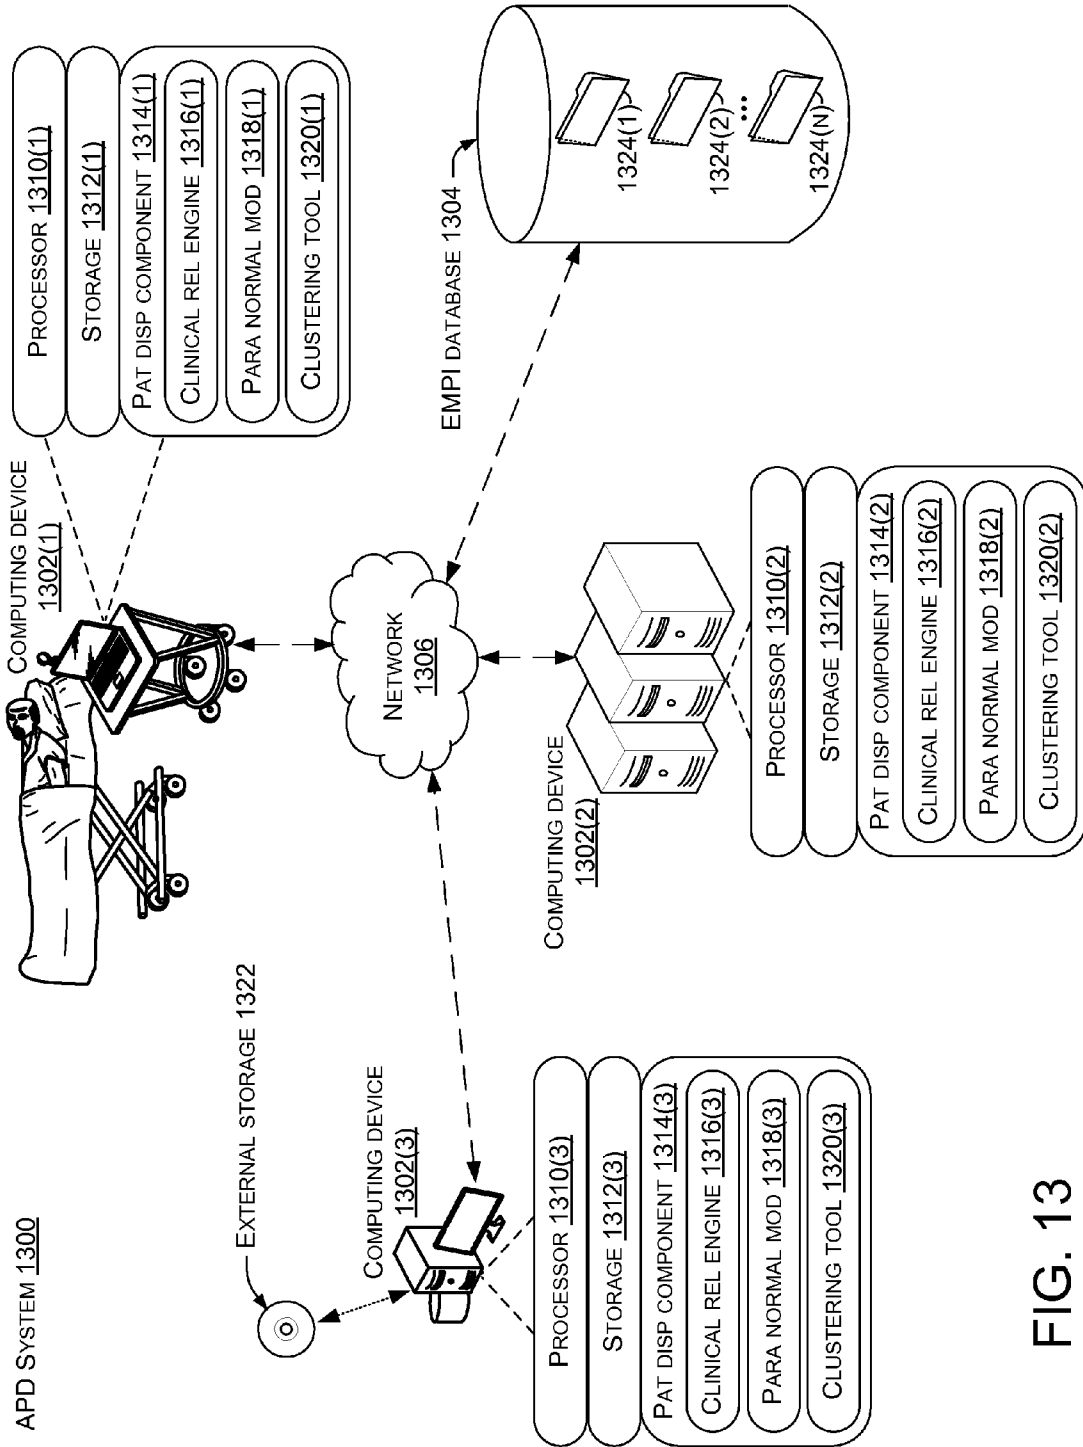 APD SYSTEM 1300
EXTERNAL STORAGE 1322
COMPUTING DEVICE
1302(3)
PROCESSOR 1310(3)
STORAGE 1312(3)
PAT DISP COMPONENT 1314(3)
CLINICAL REL ENGINE 1316(3)
PARA NORMAL MOD 1318(3)
CLUSTERING TOOL 1320(3)
COMPUTING DEVICE
1302(1)
PROCESSOR 1310(1)
STORAGE 1312(1)
PAT DISP COMPONENT 1314(1)
CLINICAL REL ENGINE 1316(1)
PARA NORMAL MOD 1318(1)
CLUSTERING TOOL 1320(1)
NETWORK
1306
COMPUTING DEVICE
1302(2)
PROCESSOR 1310(2)
STORAGE 1312(2)
PAT DISP COMPONENT 1314(2)
CLINICAL REL ENGINE 1316(2)
PARA NORMAL MOD 1318(2)
CLUSTERING TOOL 1320(2)
EMPI DATABASE 1304
1324(1)
1324(2)
•••
1324(N)
FIG. 13